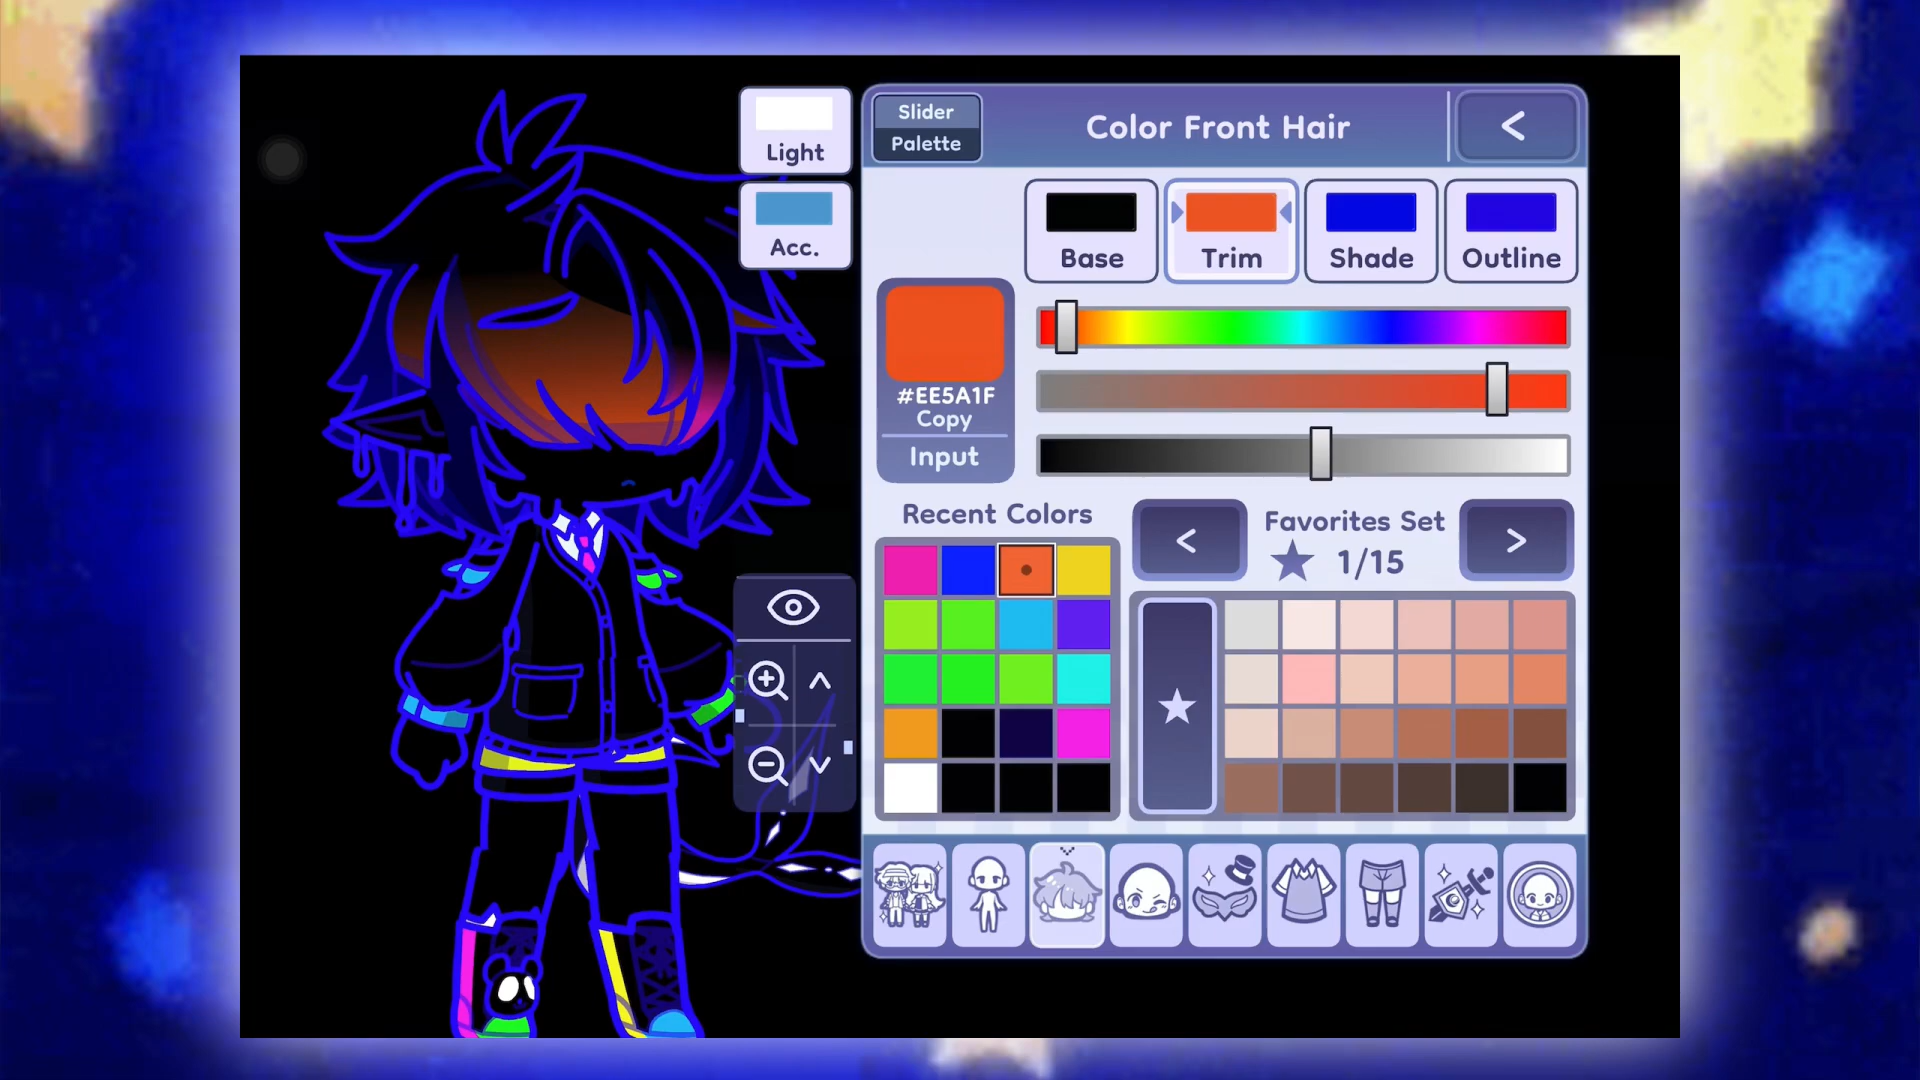 Slider
Palette
Color Front Hair
<
Light
Acc.
Base
Trim
Shade
Outline
#EE5A1F
Copy
Input
Recent Colors
<
Favorites Set
1/15
>